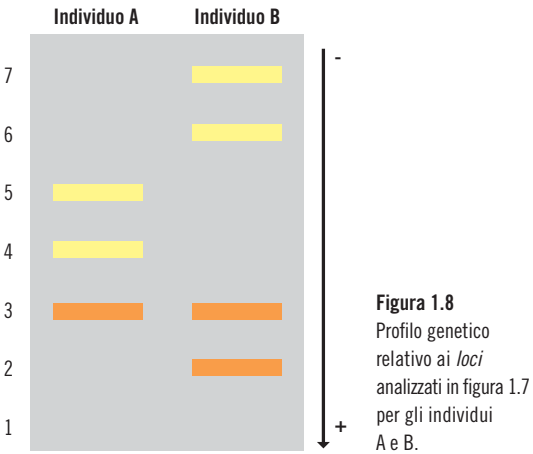 Individuo A Individuo B
-
7
6
5
4
3
2
1
+
Figura 1.8
Profilo genetico
relativo ai loci
analizzati in figura 1.7
per gli individui
A e B.